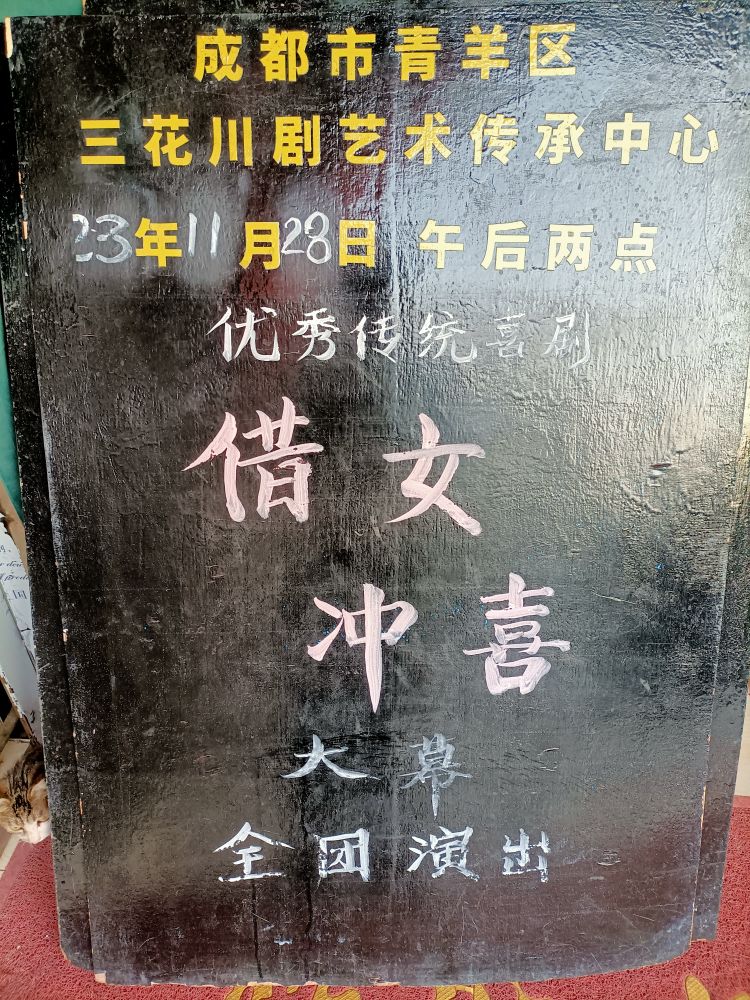 成都市青羊区
三花川剧艺术传承中心
23年11月28日 午后两点
优秀传统喜剧
借女
冲喜
大幕
全团演出